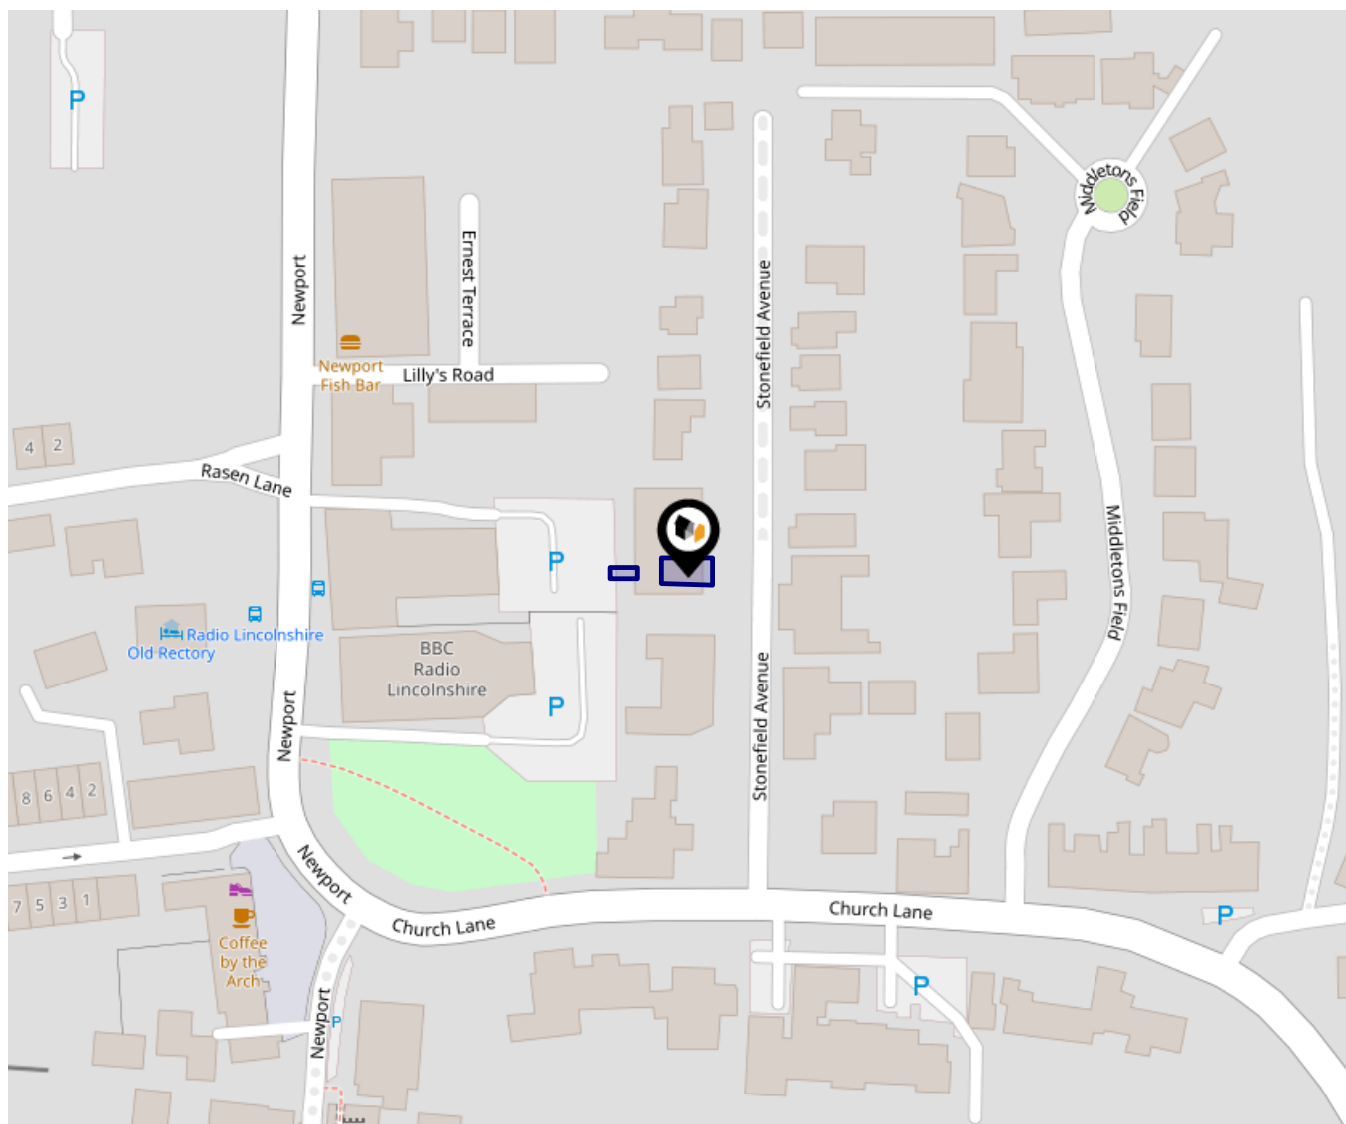 P
Middletons Field
Newport
Ernest Terrace
Stonefield Avenue
Newport
Fish Bar
Lilly's Road
4 2
Rasen Lane
Middletons Field
P
Radio Lincolnshire
Old Rectory
BBC
Radio
Lincolnshire
P
Newport
Stonefield Avenue
8 6 4 2
Newport
7 5 3 1
Church Lane
Church Lane
P
Coffee
by the
Arch
P
Newport
P